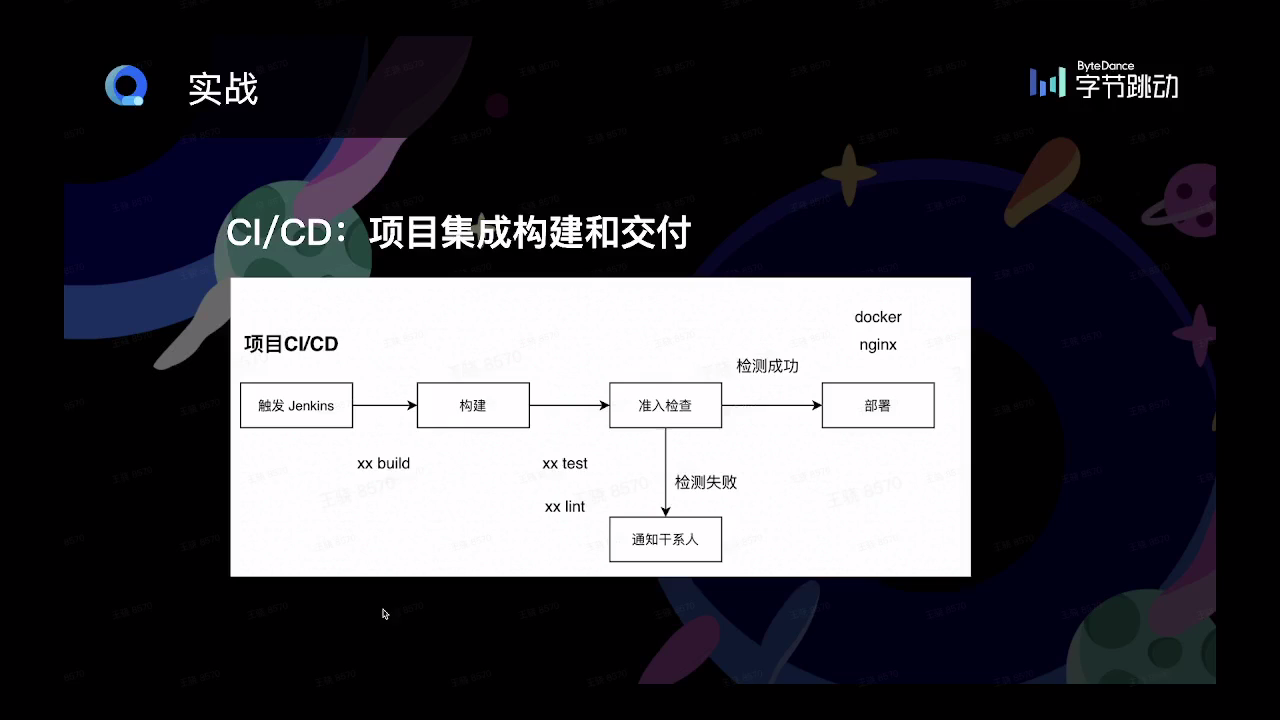 实战
ByteDance
字节跳动
CI/CD：项目集成构建和交付
docker
项目CI/CD
nginx
检测成功
触发 Jenkins
构建
准入检查
部署
xx build
xx test
检测失败
xx lint
通知干系人
王骁 8570